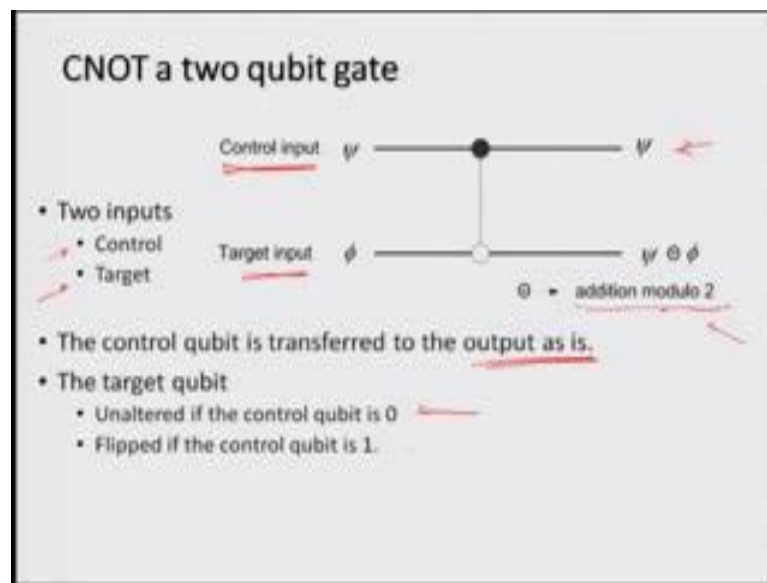 CNOT a two qubit gate
Control input ψ ψ
• Two inputs
• Control
• Target
Target input ϕ ψ Θ ϕ
Θ - addition modulo 2
• The control qubit is transferred to the output as is.
• The target qubit
• Unaltered if the control qubit is 0
• Flipped if the control qubit is 1.